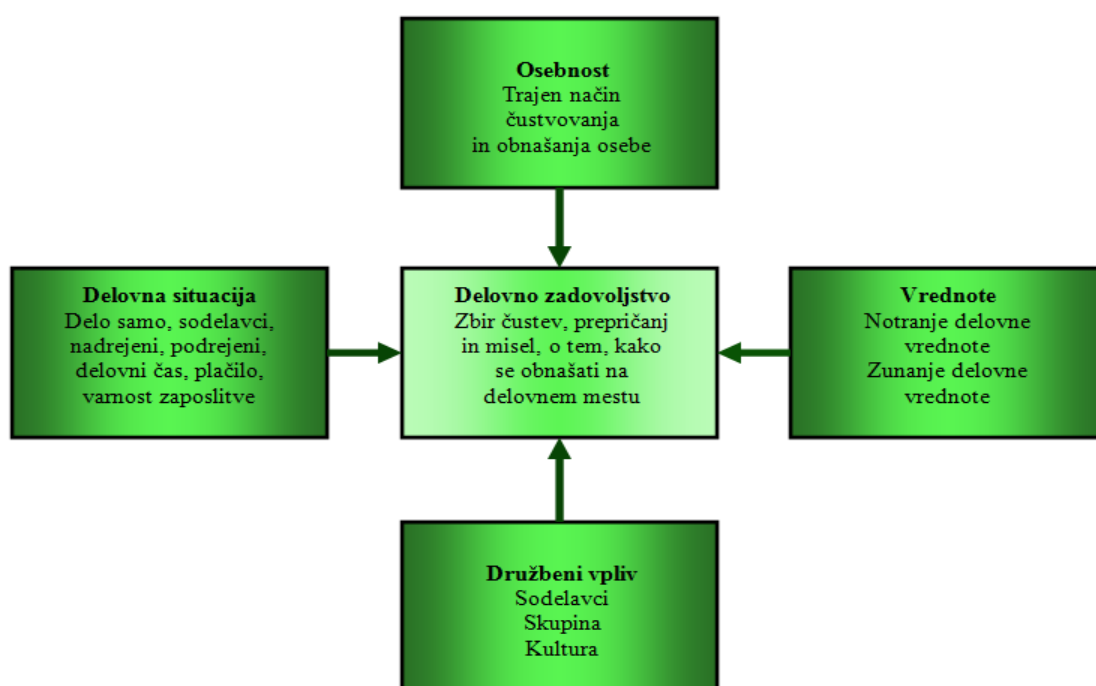 Osebnost
Trajen način
čustvovanja
in obnašanja osebe
Delovna situacija
Delo samo, sodelavci,
nadrejeni, podrejeni,
delovni čas, plačilo,
varnost zaposlitve
Delovno zadovoljstvo
Zbir čustev, prepričanj
in misel, o tem, kako
se obnašati na
delovnem mestu
Vrednote
Notranje delovne
vrednote
Zunanje delovne
vrednote
Družbeni vpliv
Sodelavci
Skupina
Kultura